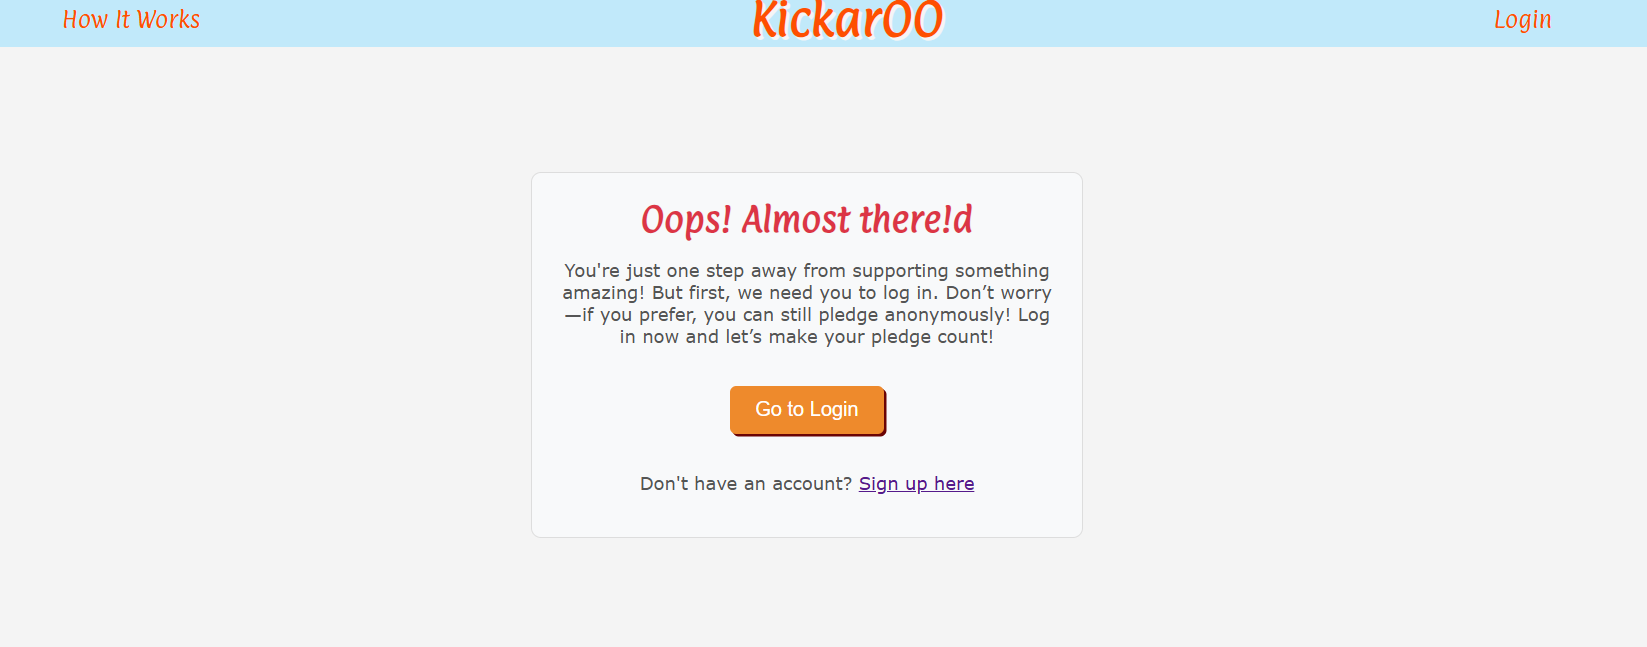 How It Works
KickarOO
Login
Oops! Almost there!d
You're just one step away from supporting something
amazing! But first, we need you to log in. Don’t worry
—if you prefer, you can still pledge anonymously! Log
in now and let’s make your pledge count!
Go to Login
Don't have an account? Sign up here